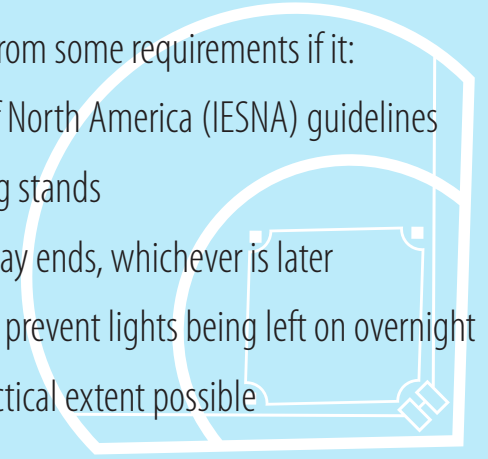 from some requirements if it:
f North America (IESNA) guidelines
g stands
ay ends, whichever is later
prevent lights being left on overnight
ctical extent possible